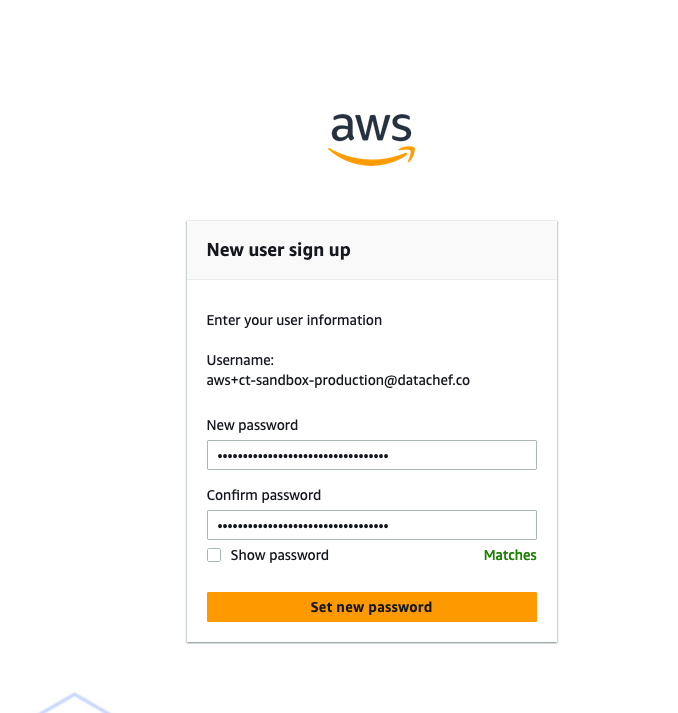 aws
New user sign up
Enter your user information
Username:
aws+ct-sandbox-production@datachef.co
New password
••••••••••••••••••••••••••••••••••
Confirm password
••••••••••••••••••••••••••••••••••
Show password
Matches
Set new password